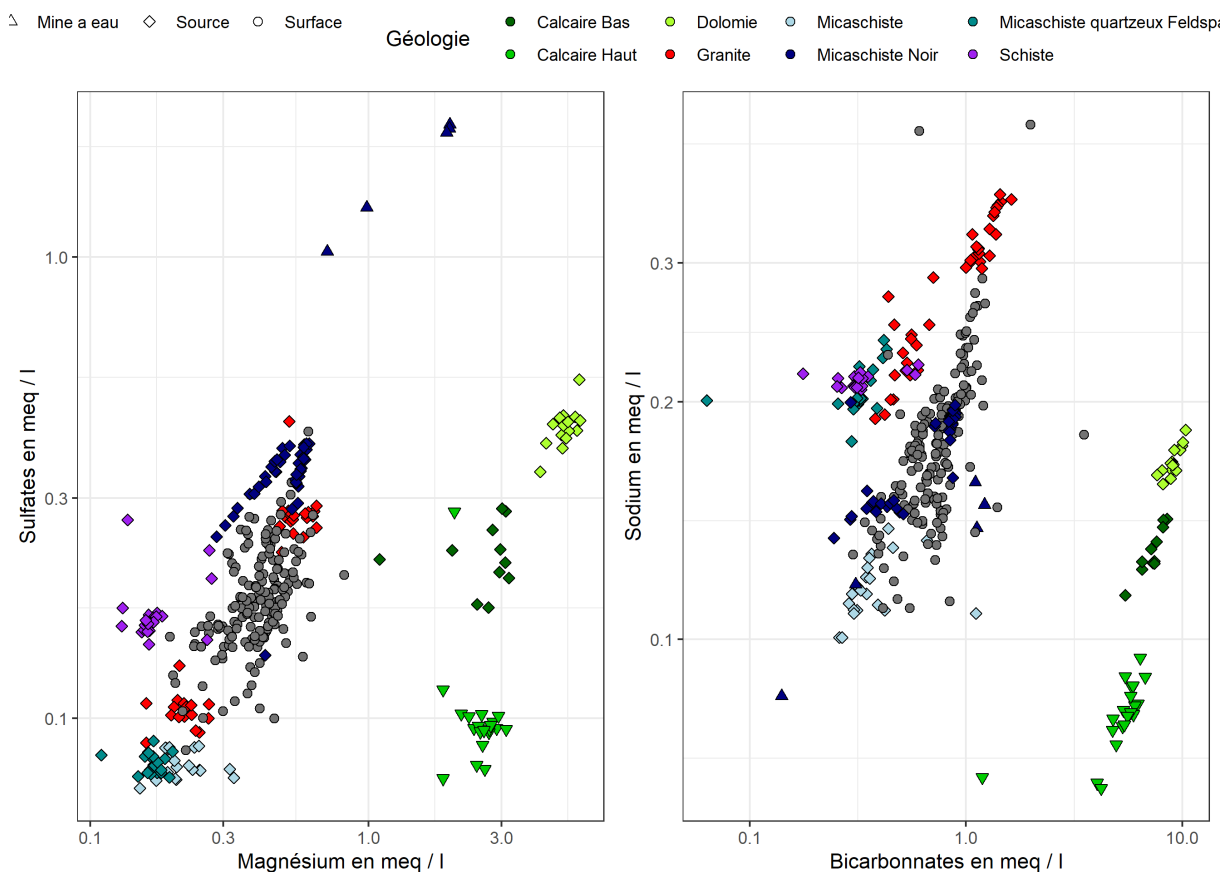 Mine a eau Source Surface
Géologie
Calcaire Bas Dolomie Micaschiste Micaschiste quartzeux Feldspa
Calcaire Haut Granite Micaschiste Noir Schiste
Sulfates en meq / l
1.0
0.3
0.1
0.1 0.3 1.0 3.0
Magnésium en meq / l
Sodium en meq / l
0.3
0.2
0.1
0.1 1.0 10.0
Bicarbonnates en meq / l